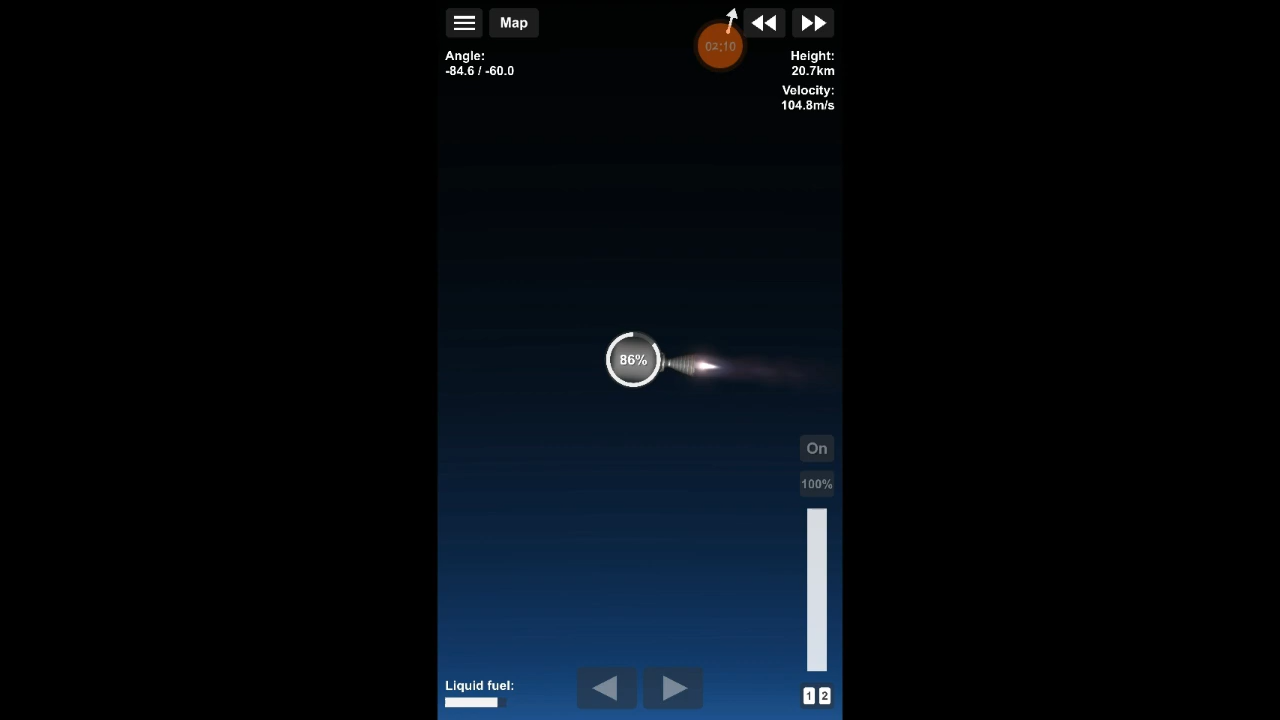 Map
02:10
Angle:
-84.6 / -60.0
Height:
20.7km
Velocity:
104.8m/s
86%
On
100%
Liquid fuel:
1 2